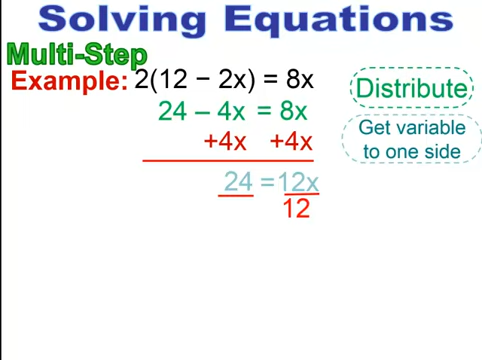 Solving Equations
Multi-Step
Example: 2(12 − 2x) = 8x
Distribute
24 – 4x = 8x
Get variable
to one side
+4x +4x
24 = 12x
12